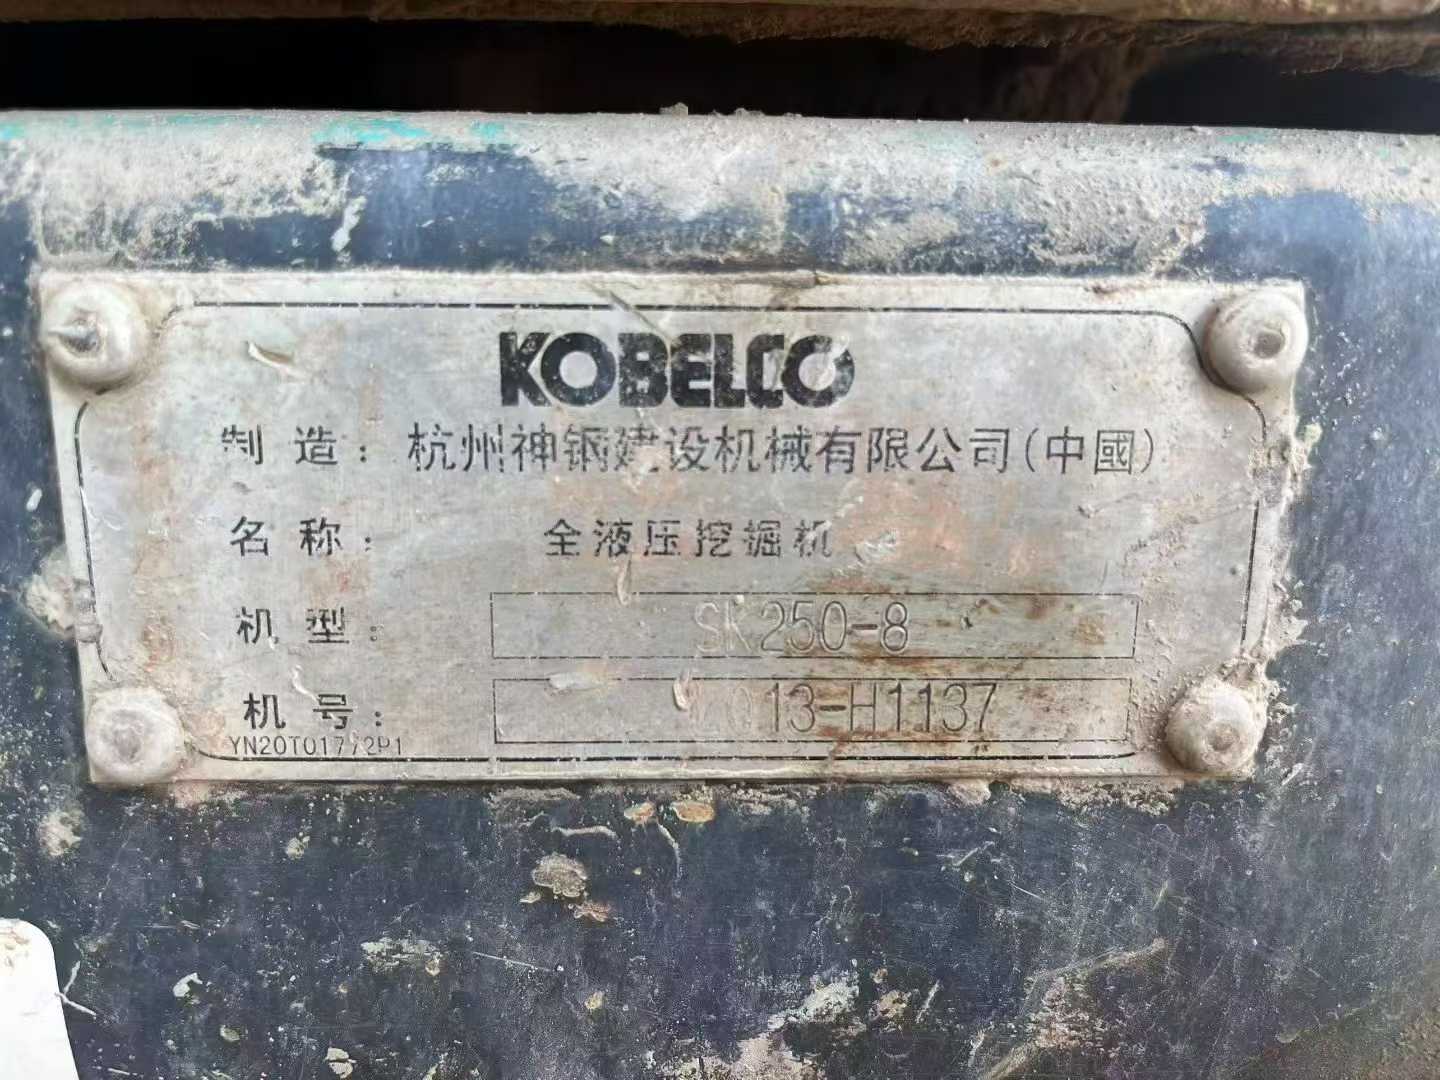 KOBELCO
制造：杭州神钢建设机械有限公司(中國)
名称：全液压挖掘机
机型：SK250-8
机号：Q13-H1137
YN20T01772P1